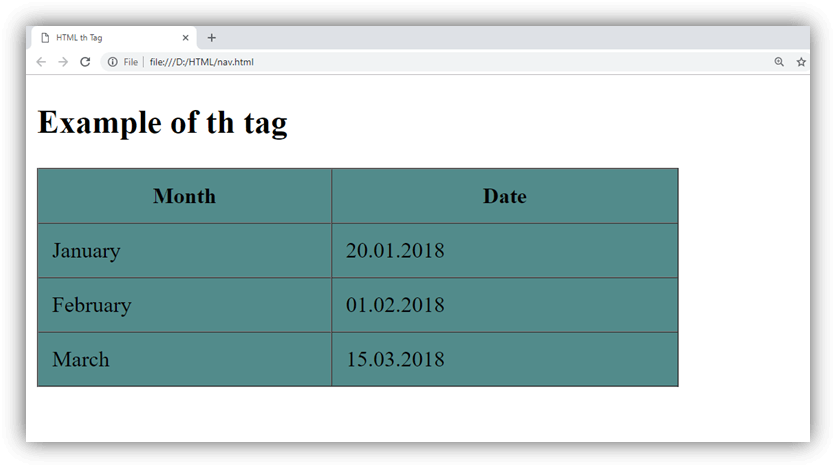 HTML th Tag
File file:///D:/HTML/nav.html
Example of th tag
Month Date
January 20.01.2018
February 01.02.2018
March 15.03.2018